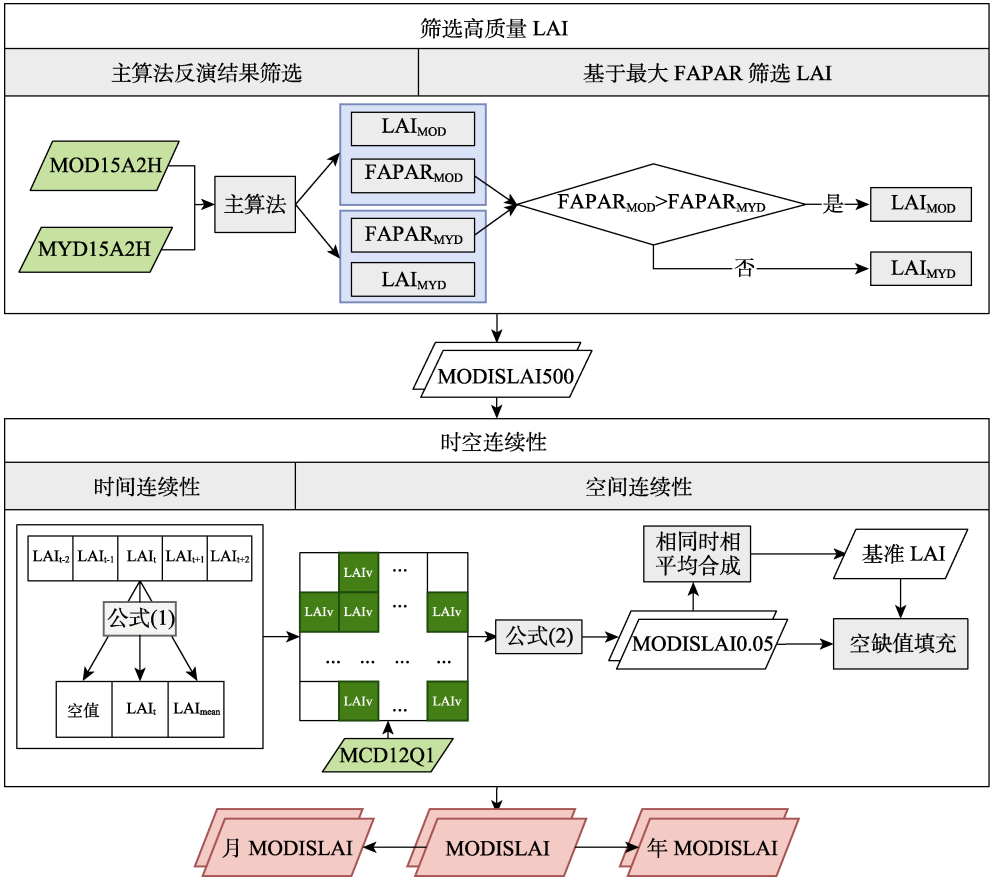 筛选高质量 LAI
主算法反演结果筛选
基于最大 FAPAR 筛选 LAI
MOD15A2H
MYD15A2H
主算法
LAIMOD
FAPARMOD
FAPARMYD
LAIMYD
FAPARMOD>FAPARMYD
是
LAIMOD
否
LAIMYD
MODISLAI500
时空连续性
时间连续性
空间连续性
LAIt-2 LAIt-1 LAIt LAIt+1 LAIt+2
公式(1)
空值 LAIt LAImean
LAIv ...
LAIv LAIv ... LAIv
... ... ... ...
LAIv ... LAIv
MCD12Q1
公式(2)
相同时相
平均合成
MODISLAI0.05
基准 LAI
空缺值填充
月 MODISLAI
MODISLAI
年 MODISLAI